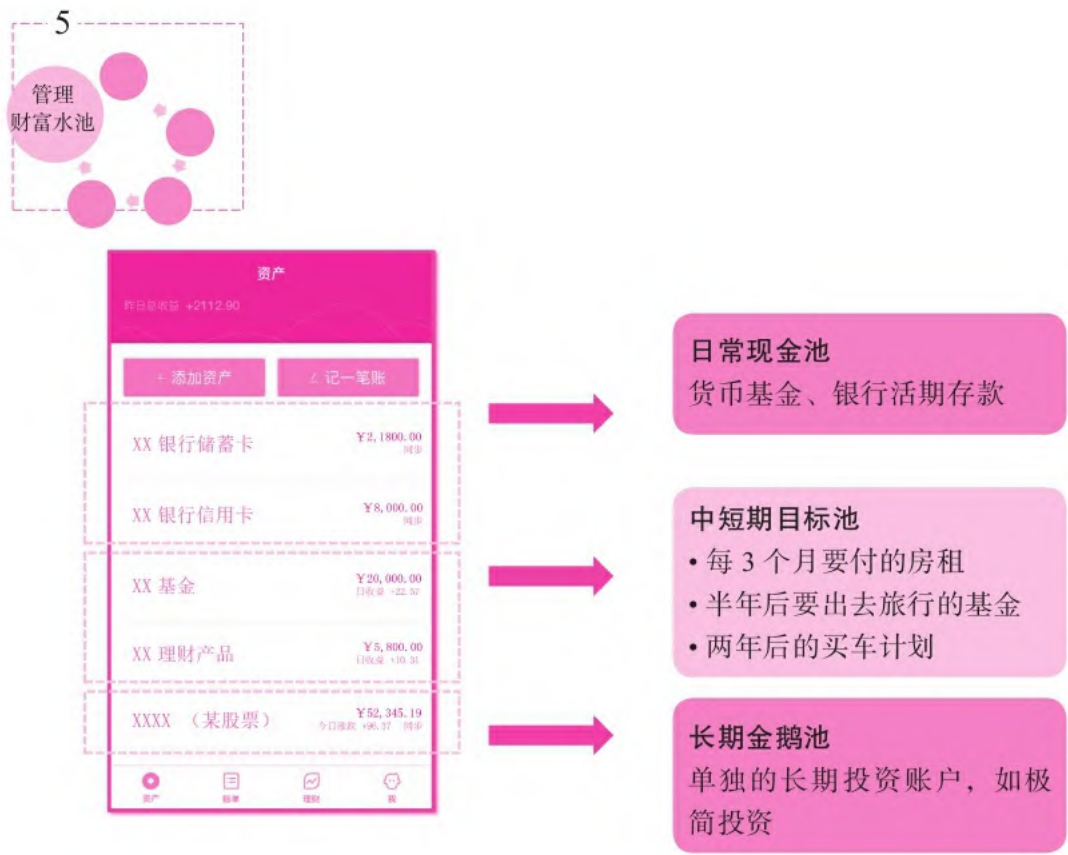 5
管理
财富水池
资产
昨日总收益 +2112.90
+ 添加资产
记一笔账
XX 银行储蓄卡
¥2,1800.00
同步
XX 银行信用卡
¥8,000.00
同步
XX 基金
¥20,000.00
日收益 +22.57
XX 理财产品
¥5,800.00
日收益 +10.31
XXXX （某股票）
¥52,345.19
今日涨跌 +96.37 同步
资产
账单
理财
我
日常现金池
货币基金、银行活期存款
中短期目标池
• 每 3 个月要付的房租
• 半年后要出去旅行的基金
• 两年后的买车计划
长期金鹅池
单独的长期投资账户，如极
简投资